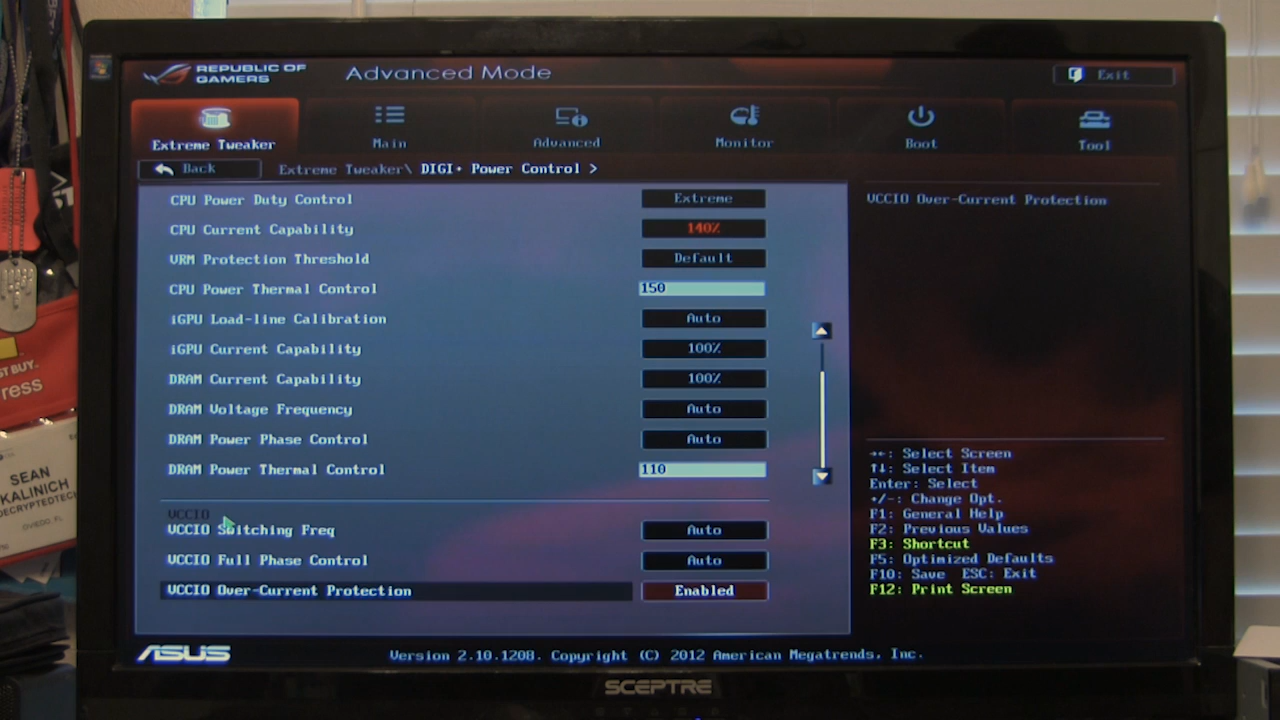 REPUBLIC OF
GAMERS
Advanced Mode
Exit
Extreme Tweaker
Main
Advanced
Monitor
Boot
Tool
Back
Extreme Tweaker\ DIGI+ Power Control >
CPU Power Duty Control Extreme
CPU Current Capability 140%
VRM Protection Threshold Default
CPU Power Thermal Control 150
iGPU Load-line Calibration Auto
iGPU Current Capability 100%
DRAM Current Capability 100%
DRAM Voltage Frequency Auto
DRAM Power Phase Control Auto
DRAM Power Thermal Control 110
VCCIO
VCCIO Switching Freq Auto
VCCIO Full Phase Control Auto
VCCIO Over-Current Protection Enabled
VCCIO Over-Current Protection
→←: Select Screen
↑↓: Select Item
Enter: Select
+/-: Change Opt.
F1: General Help
F2: Previous Values
F3: Shortcut
F5: Optimized Defaults
F10: Save ESC: Exit
F12: Print Screen
ASUS
Version 2.10.1208. Copyright (C) 2012 American Megatrends, Inc.
SCEPTRE
BUY.
ress
SEAN
KALINICH
DECRYPTEDTECH
OVIEDO, FL